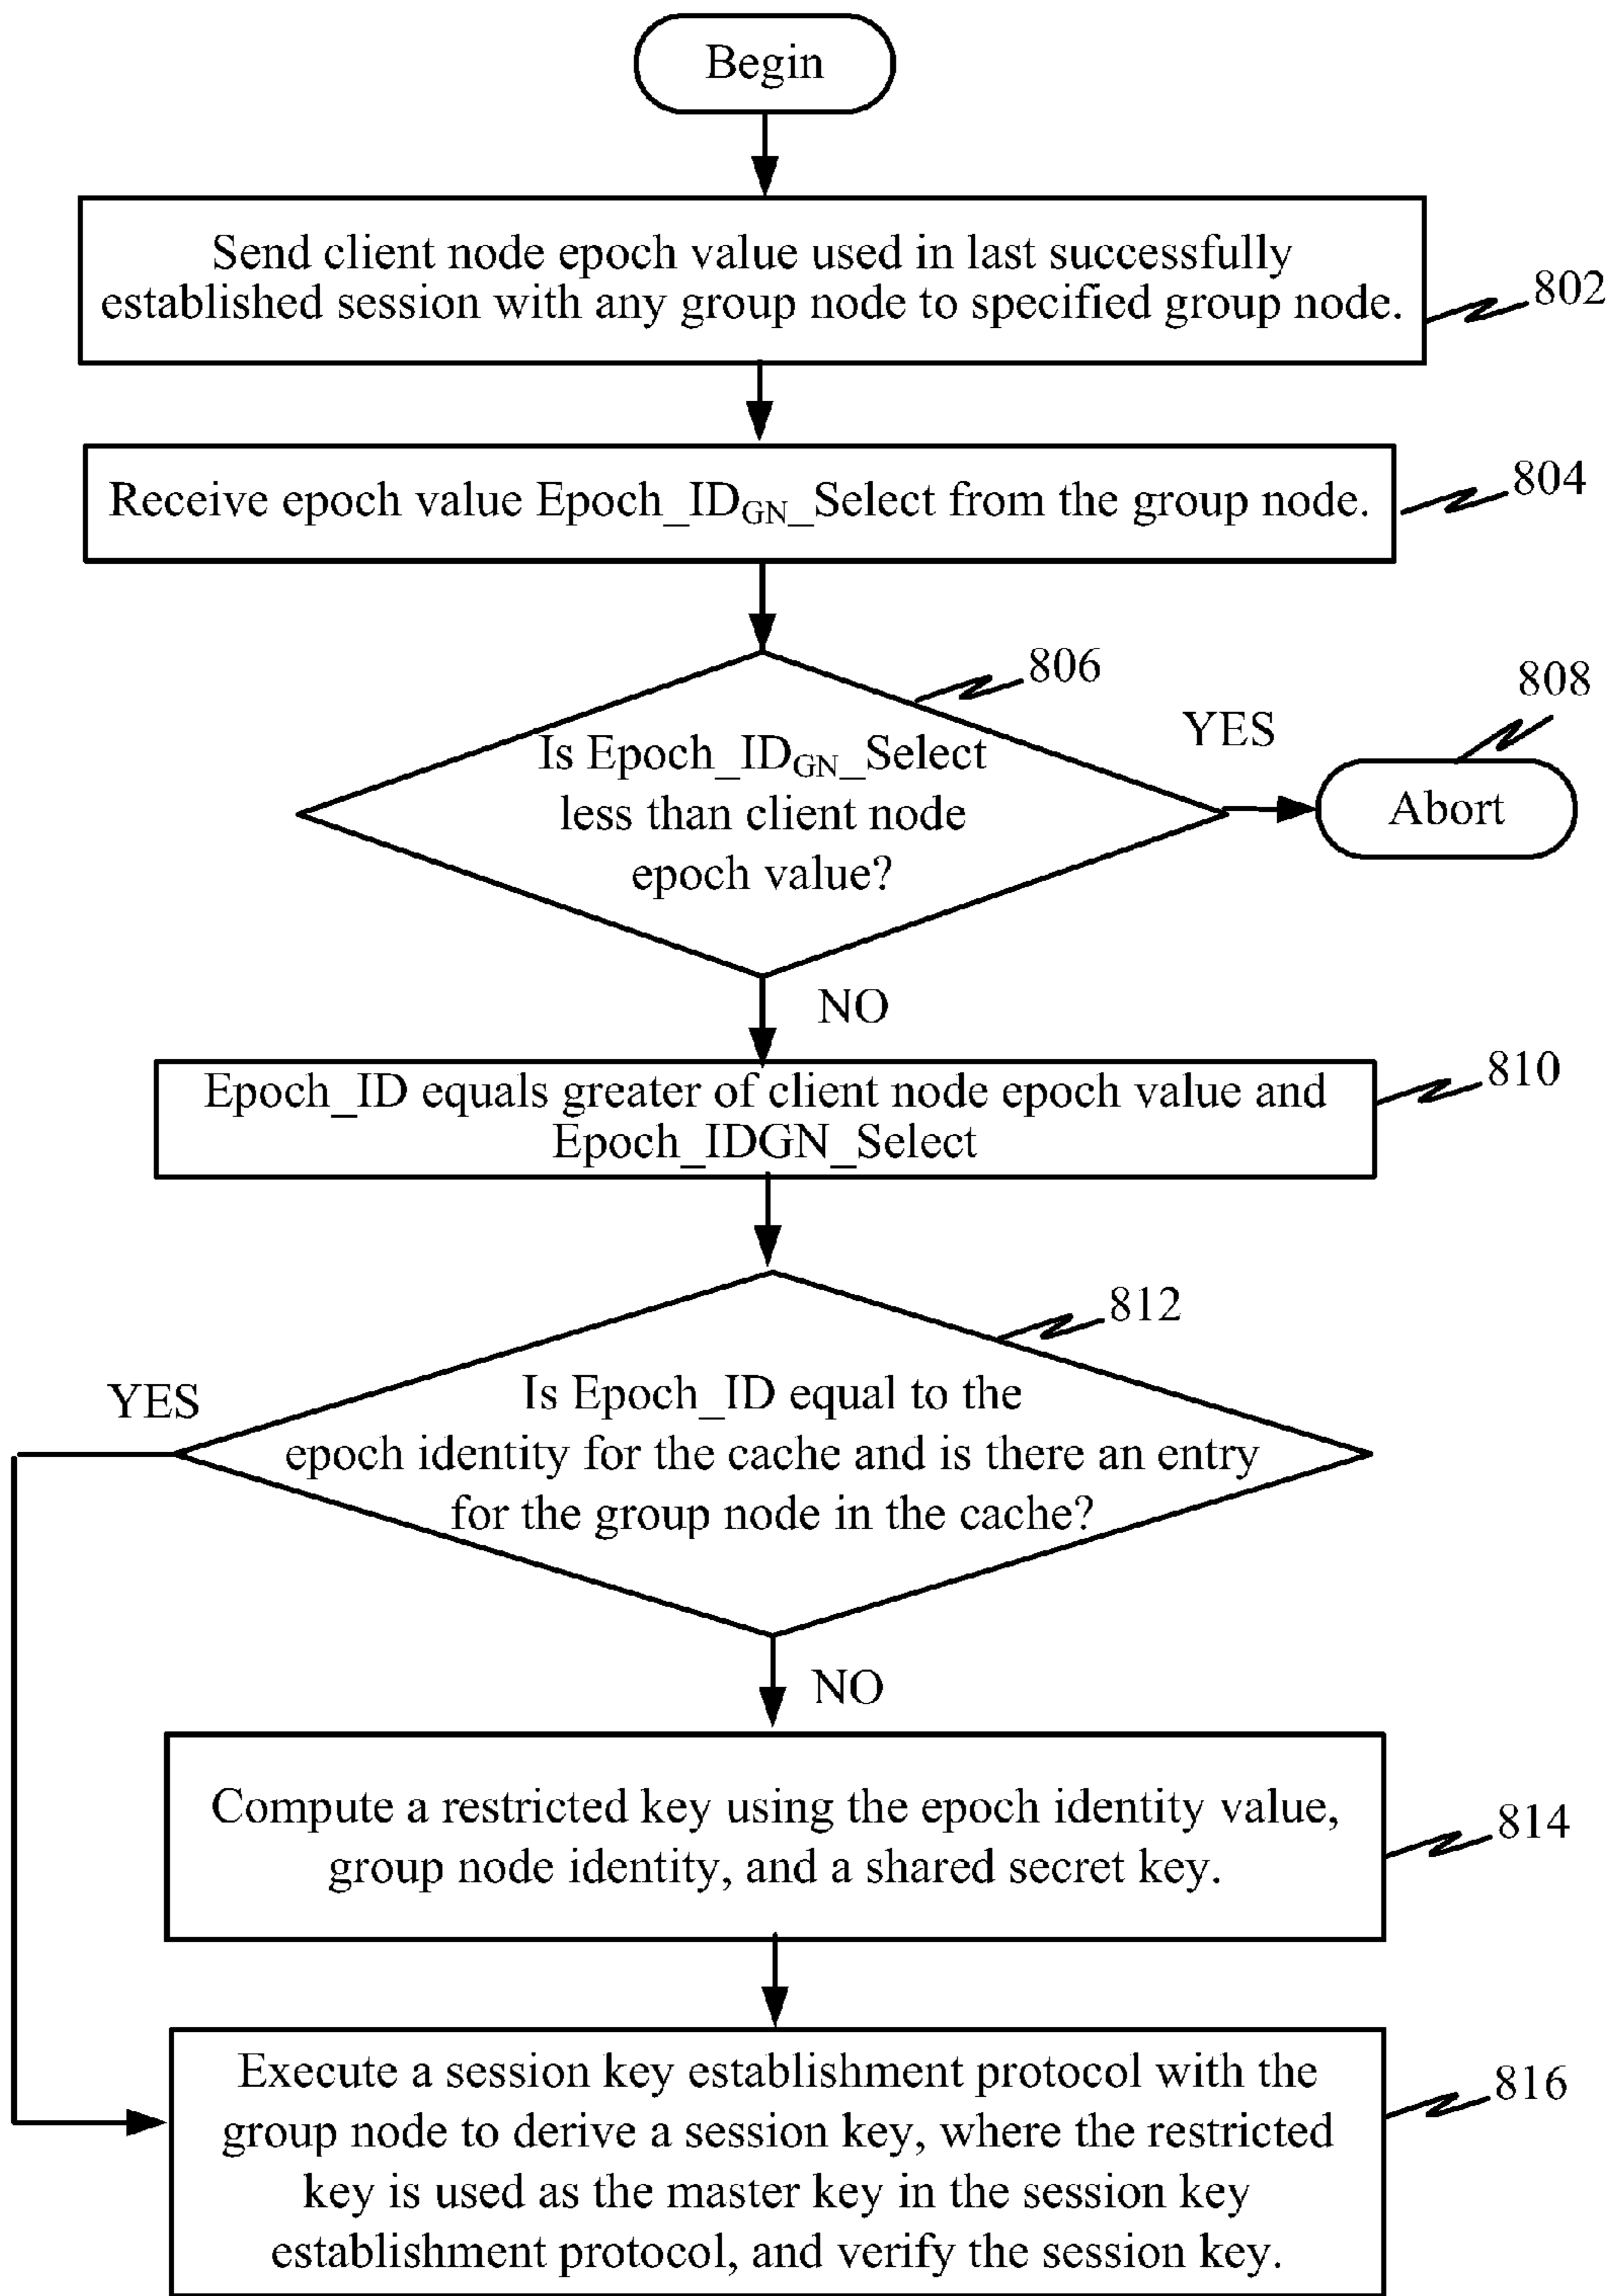 Begin
Send client node epoch value used in last successfully
established session with any group node to specified group node.
802
Receive epoch value Epoch_IDGN_Select from the group node.
804
806
808
YES
Is Epoch_IDGN_Select
less than client node
epoch value?
Abort
NO
810
Epoch_ID equals greater of client node epoch value and
Epoch_IDGN_Select
812
YES
Is Epoch_ID equal to the
epoch identity for the cache and is there an entry
for the group node in the cache?
NO
Compute a restricted key using the epoch identity value,
group node identity, and a shared secret key.
814
Execute a session key establishment protocol with the
group node to derive a session key, where the restricted
key is used as the master key in the session key
establishment protocol, and verify the session key.
816